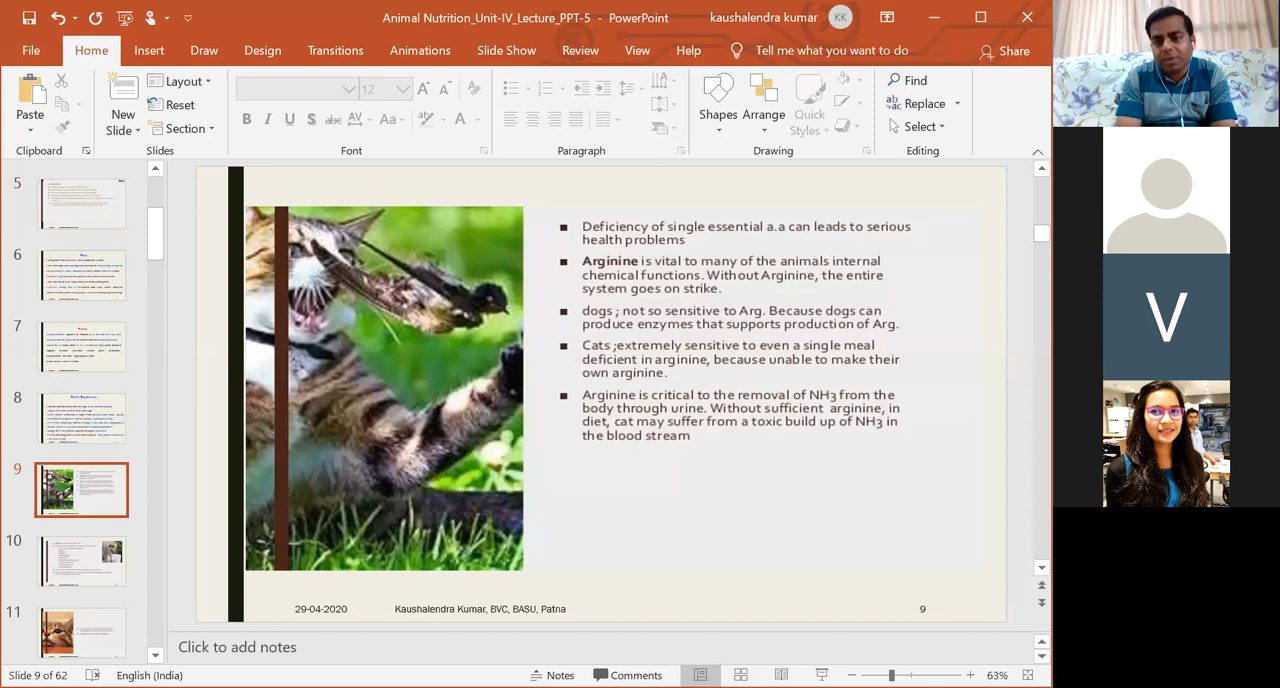 Animal Nutrition_Unit-IV_Lecture_PPT-5 - PowerPoint
kaushalendra kumar
KK
File
Home
Insert
Draw
Design
Transitions
Animations
Slide Show
Review
View
Help
Tell me what you want to do
Share
Paste
New Slide
Layout
Reset
Section
12
Shapes
Arrange
Quick Styles
Find
Replace
Select
Clipboard
Slides
Font
Paragraph
Drawing
Editing
5
6
7
8
9
10
11
Deficiency of single essential a.a can leads to serious
health problems
Arginine is vital to many of the animals internal
chemical functions. Without Arginine, the entire
system goes on strike.
dogs ; not so sensitive to Arg. Because dogs can
produce enzymes that supports production of Arg.
Cats ;extremely sensitive to even a single meal
deficient in arginine, because unable to make their
own arginine.
Arginine is critical to the removal of NH3 from the
body through urine. Without sufficient arginine, in
diet, cat may suffer from a toxic build up of NH3 in
the blood stream
29-04-2020
Kaushalendra Kumar, BVC, BASU, Patna
9
Click to add notes
Slide 9 of 62
English (India)
Notes
Comments
63%
V